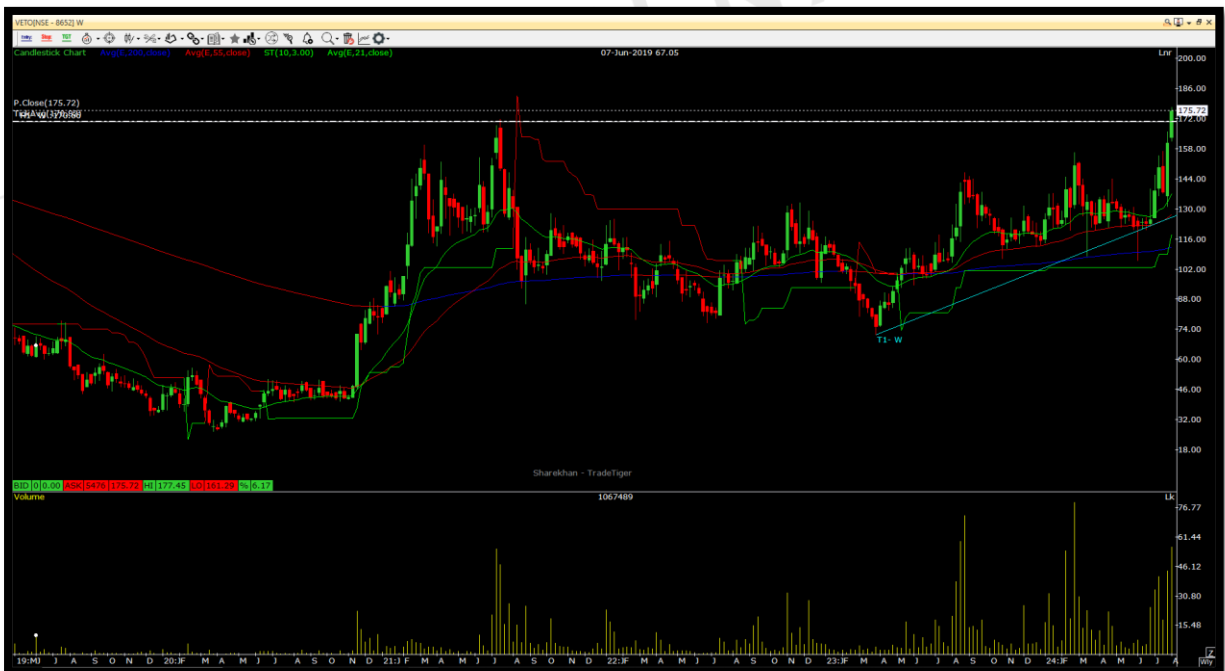 VETO[NSE - 8652] W
Candlestick Chart Avg(E,200,close) Avg(E,55,close) ST(10,3.00) Avg(E,21,close) 07-Jun-2019 67.05 Lnr
200.00
186.00
P.Close(175.72)
175.72
172.00
158.00
144.00
130.00
116.00
102.00
88.00
74.00
T1- W
60.00
46.00
32.00
18.00
Sharekhan - TradeTiger
BID 0 0.00 ASK 5476 175.72 HI 177.45 LO 161.29 % 6.17
Volume 1067489 Lk
76.77
61.44
46.12
30.80
15.48
19:MJ J A S O N D 20:JF M A M J J A S O N D 21:J F M A M J J A S O N D 22:JF M A M J J A S O N D 23:JF M A M J A S O N D 24:JF M A M J J A